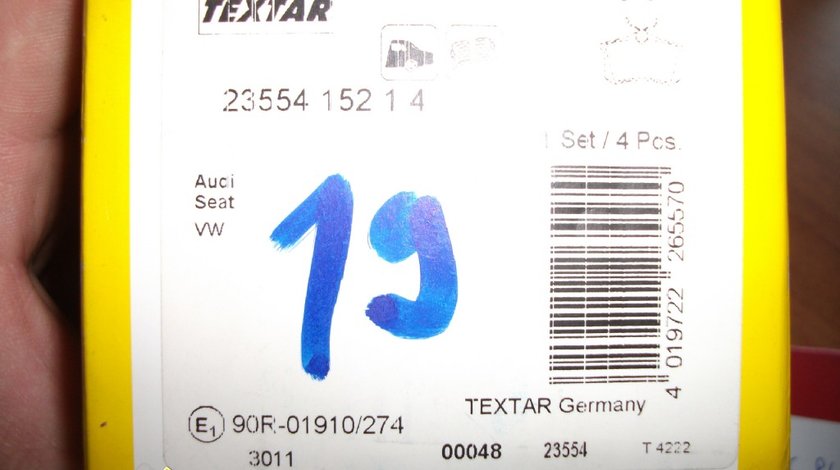 TEXTAR
23554 152 1 4
1 Set / 4 Pcs.
Audi
Seat
VW
19
4 019722 265570
TEXTAR Germany
E1 90R-01910/274
3011
00048 23554 T 4222